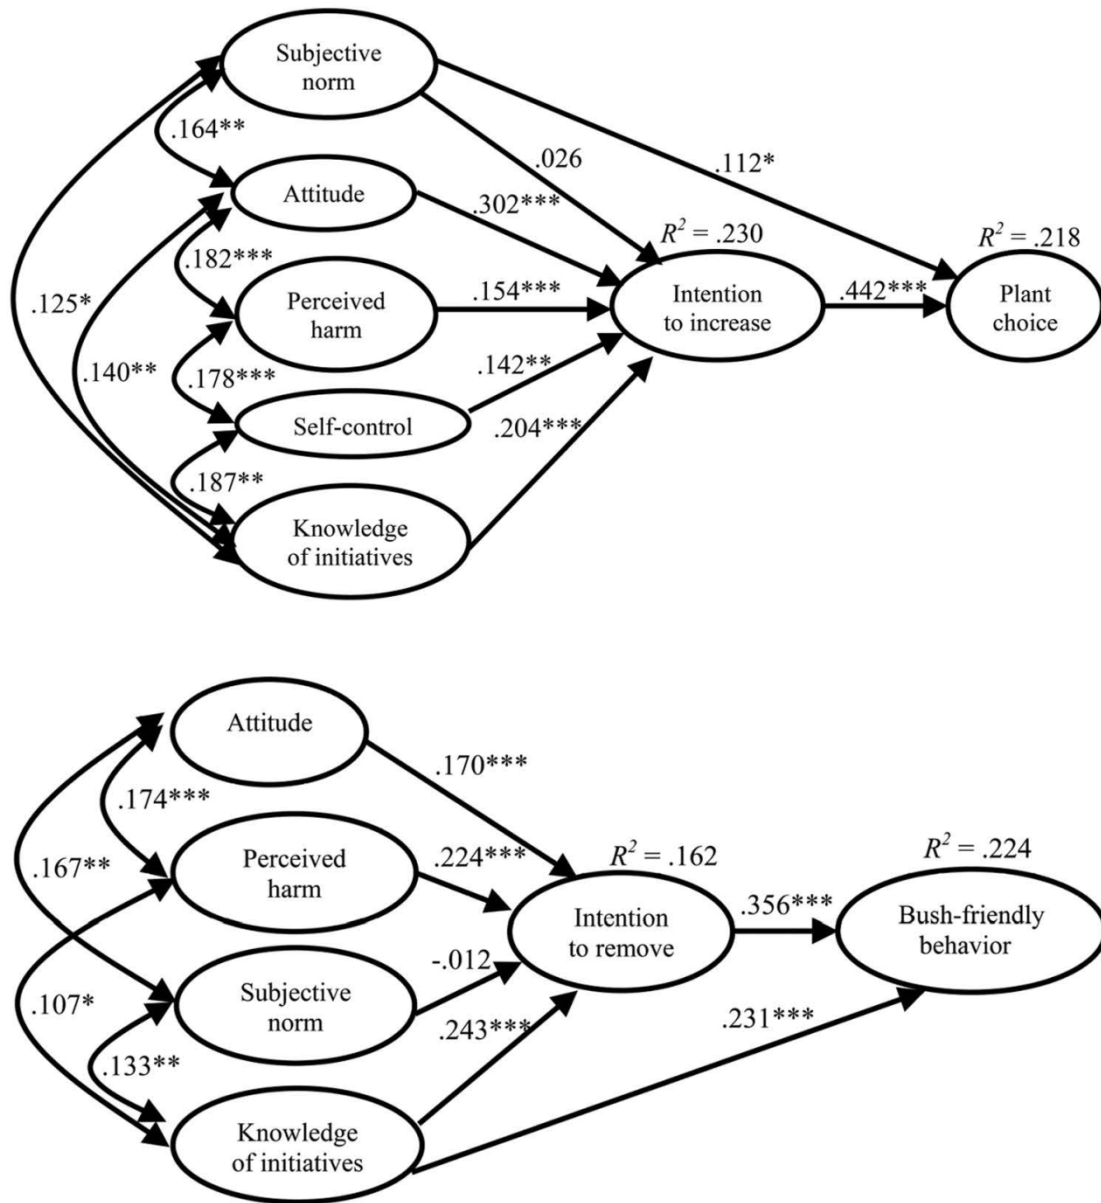 Subjective
norm
.164**
.026
.112*
Attitude
.302***
R² = .230
R² = .218
.182***
.125*
Perceived
harm
.154***
Intention
to increase
.442***
Plant
choice
.140**
.178***
.142**
Self-control
.204***
.187**
Knowledge
of initiatives
Attitude
.170***
.174***
.167**
Perceived
harm
.224***
R² = .162
R² = .224
Intention
to remove
.356***
Bush-friendly
behavior
-.012
Subjective
norm
.107*
.243***
.231***
.133**
Knowledge
of initiatives